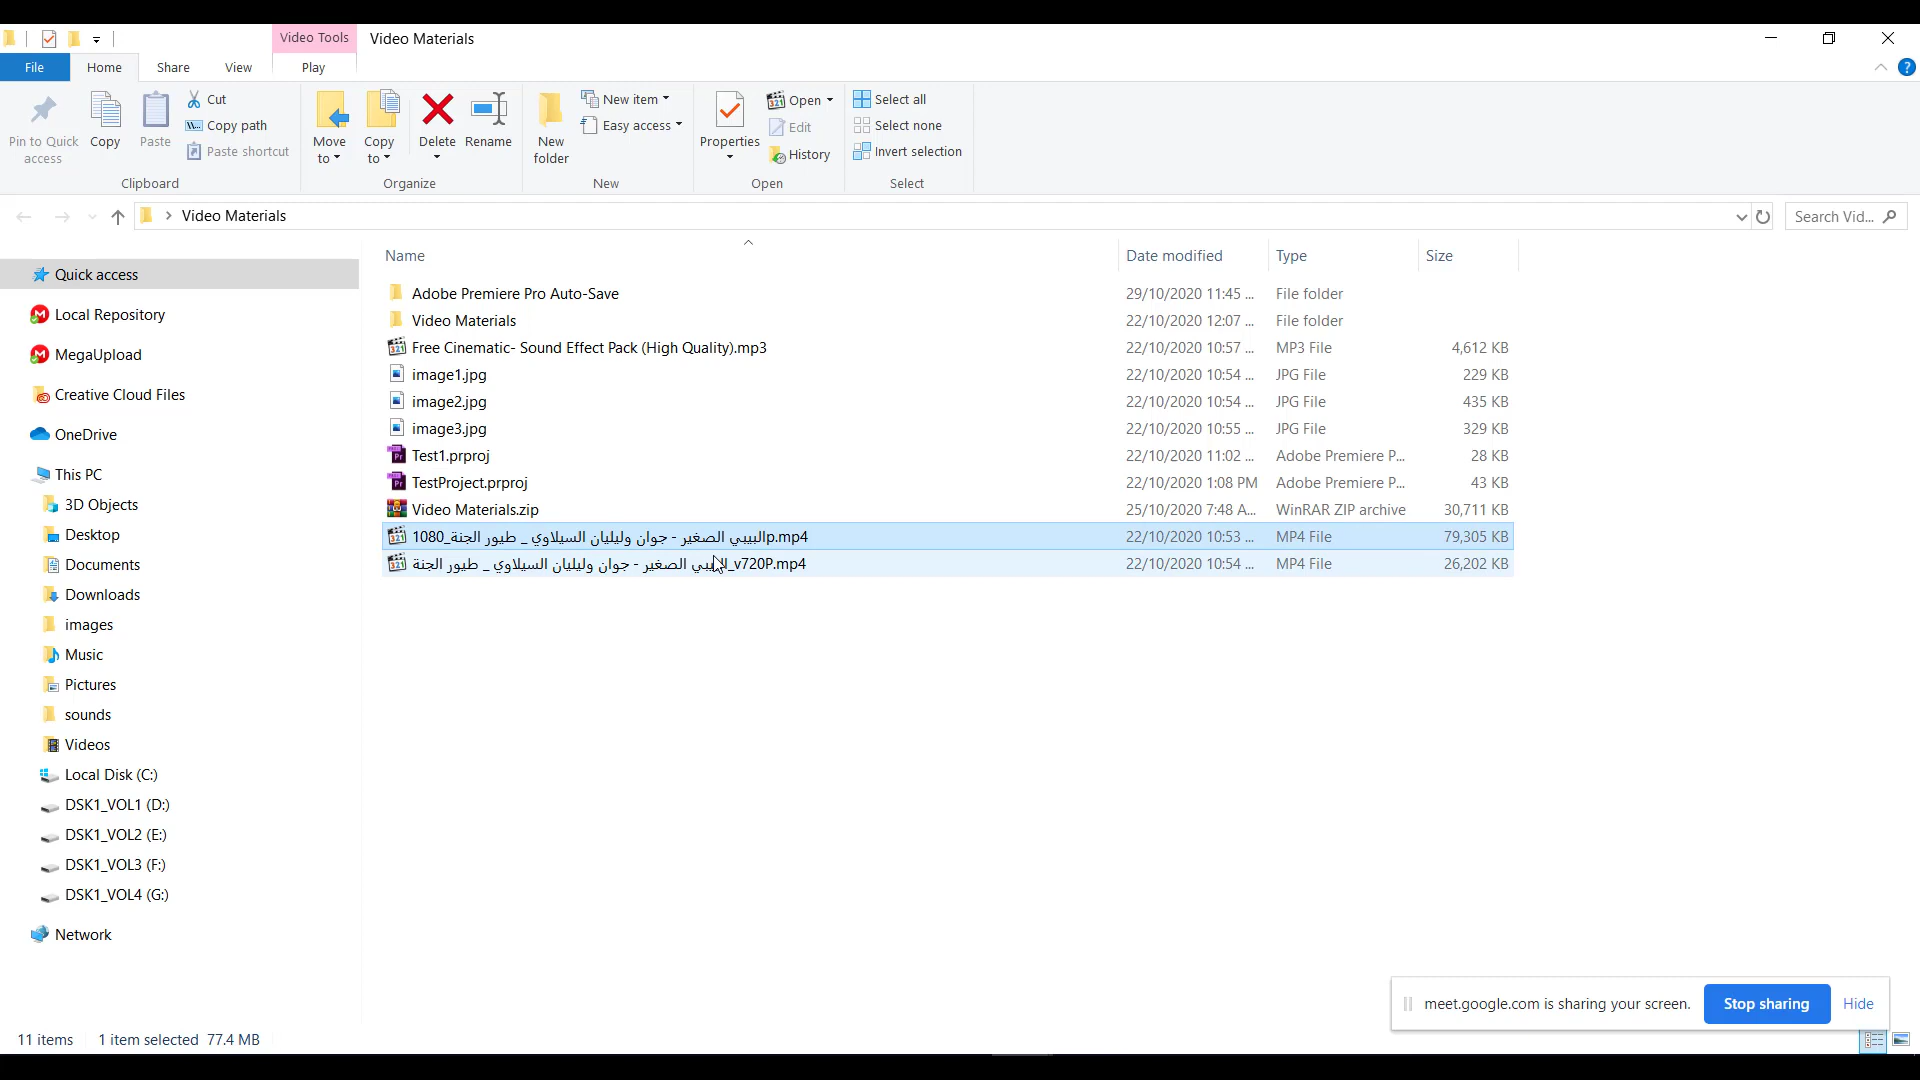 Video Tools
Video Materials
File
Home
Share
View
Play
Pin to Quick access
Copy
Paste
Cut
Copy path
Paste shortcut
Clipboard
Move to
Copy to
Delete
Rename
Organize
New folder
New item
Easy access
New
Properties
Open
Edit
History
Open
Select all
Select none
Invert selection
Select
Video Materials
Search Vid...
Name
Date modified
Type
Size
Quick access
Local Repository
MegaUpload
Creative Cloud Files
OneDrive
This PC
3D Objects
Desktop
Documents
Downloads
images
Music
Pictures
sounds
Videos
Local Disk (C:)
DSK1_VOL1 (D:)
DSK1_VOL2 (E:)
DSK1_VOL3 (F:)
DSK1_VOL4 (G:)
Network
Adobe Premiere Pro Auto-Save 29/10/2020 11:45 ... File folder
Video Materials 22/10/2020 12:07 ... File folder
Free Cinematic- Sound Effect Pack (High Quality).mp3 22/10/2020 10:57 ... MP3 File 4,612 KB
image1.jpg 22/10/2020 10:54 ... JPG File 229 KB
image2.jpg 22/10/2020 10:54 ... JPG File 435 KB
image3.jpg 22/10/2020 10:55 ... JPG File 329 KB
Test1.prproj 22/10/2020 11:02 ... Adobe Premiere P... 28 KB
TestProject.prproj 22/10/2020 1:08 PM Adobe Premiere P... 43 KB
Video Materials.zip 25/10/2020 7:48 A... WinRAR ZIP archive 30,711 KB
البيبي الصغير - جوان وليليان السيلاوي _ طيور الجنة_1080p.mp4 22/10/2020 10:53 ... MP4 File 79,305 KB
البيبي الصغير - جوان وليليان السيلاوي _ طيور الجنة_v720P.mp4 22/10/2020 10:54 ... MP4 File 26,202 KB
meet.google.com is sharing your screen.
Stop sharing
Hide
11 items
1 item selected 77.4 MB